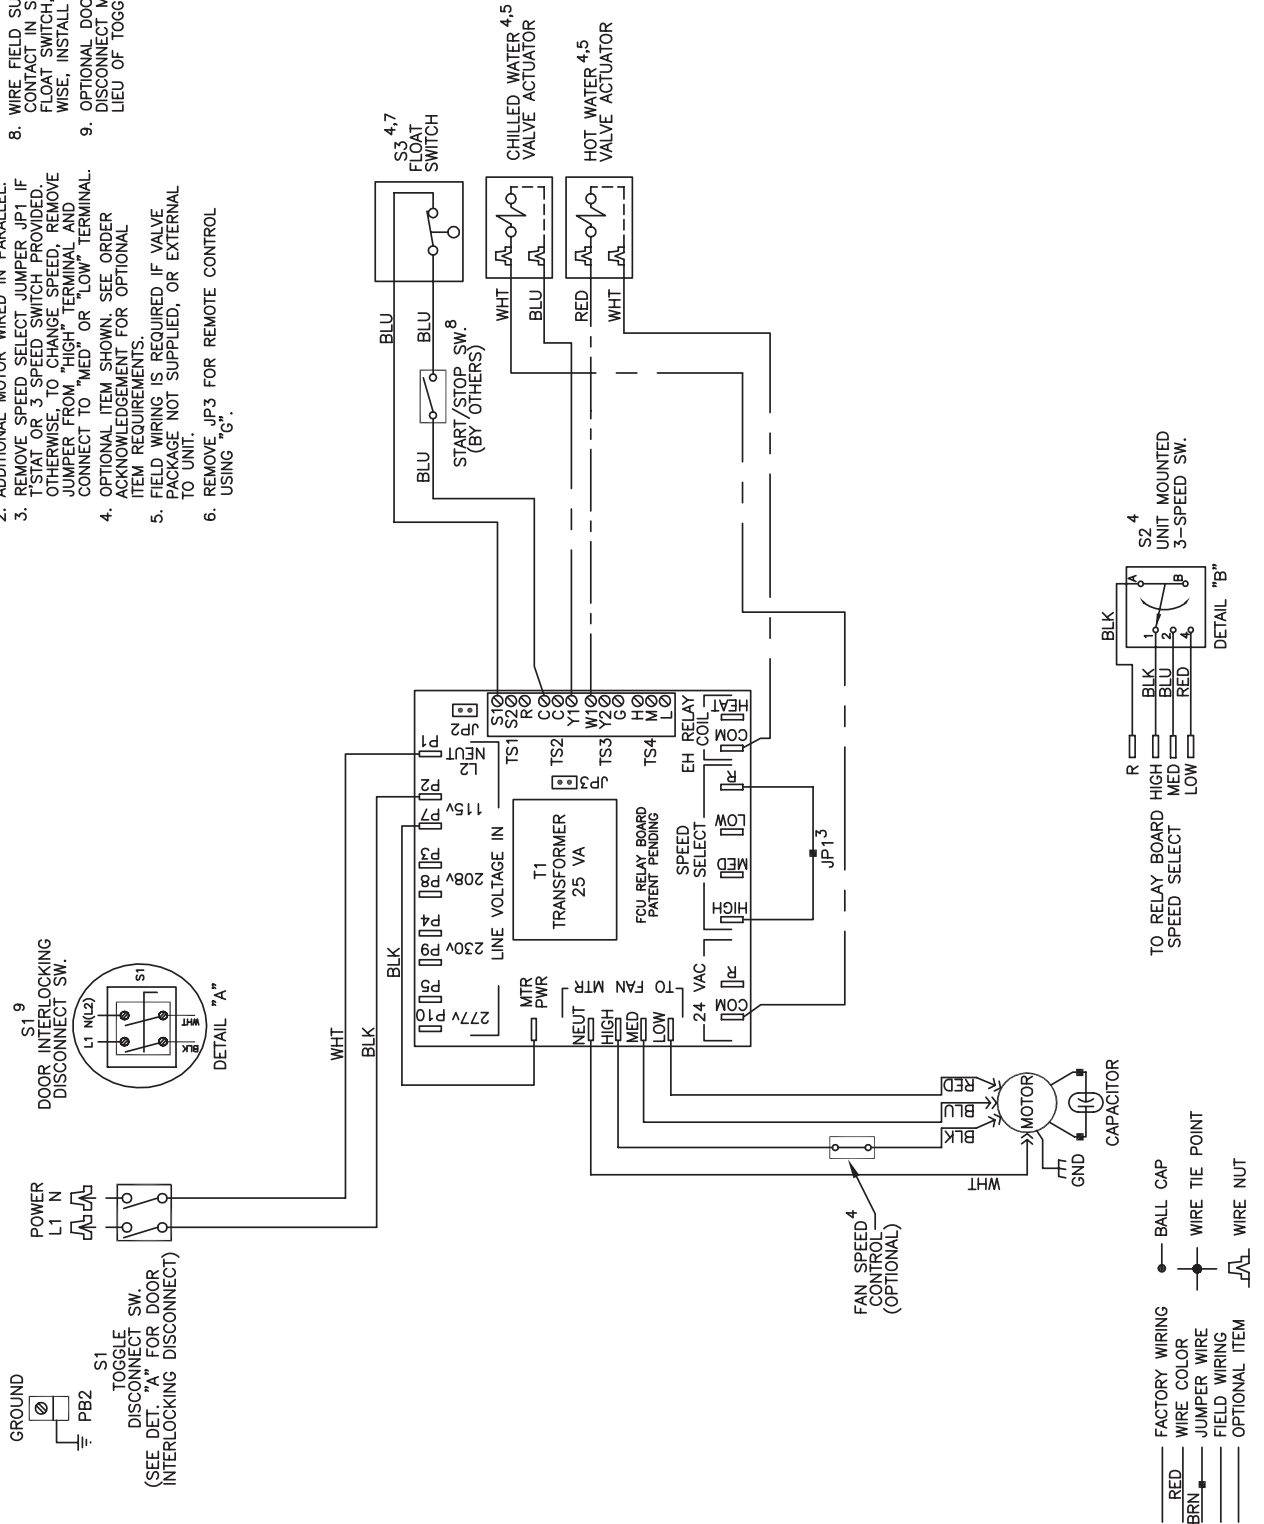 2. ADDITIONAL MOTOR WIRED IN PARALLEL.
3. REMOVE SPEED SELECT JUMPER JP1 IF
T'STAT OR 3 SPEED SWITCH PROVIDED.
OTHERWISE, TO CHANGE SPEED, REMOVE
JUMPER FROM "HIGH" TERMINAL AND
CONNECT TO "MED" OR "LOW" TERMINAL.
4. OPTIONAL ITEM SHOWN. SEE ORDER
ACKNOWLEDGEMENT FOR OPTIONAL
ITEM REQUIREMENTS.
5. FIELD WIRING IS REQUIRED IF VALVE
PACKAGE NOT SUPPLIED, OR EXTERNAL
TO UNIT.
6. REMOVE JP3 FOR REMOTE CONTROL
USING "G".
8. WIRE FIELD SU
CONTACT IN S
FLOAT SWITCH,
WISE, INSTALL
9. OPTIONAL DOO
DISCONNECT M
LIEU OF TOGG
GROUND
PB2
S1
TOGGLE
DISCONNECT SW.
(SEE DET. "A" FOR DOOR
INTERLOCKING DISCONNECT)
POWER
L1 N
S1 9
DOOR INTERLOCKING
DISCONNECT SW.
L1 N(L2)
S1
BLK
WHT
DETAIL "A"
WHT
BLK
BLK
P10
P5
P9
P4
P8
P3
P7
P2
P1
277v
230v
208v
115v
L2
NEUT
LINE VOLTAGE IN
JP2
JP3
T1
TRANSFORMER
25 VA
FCU RELAY BOARD
PATENT PENDING
MTR
PWR
TO FAN MTR
NEUT
HIGH
MED
LOW
24 VAC
COM
R
SPEED
SELECT
HIGH
MED
LOW
R
EH RELAY
COIL
COM
HEAT
TS1
TS2
TS3
TS4
S1
S2
R
C
C
Y1
W1
Y2
G
H
M
L
JP1 3
BLU
BLU
BLU
START/STOP SW. 8
(BY OTHERS)
S3 4,7
FLOAT
SWITCH
WHT
BLU
CHILLED WATER 4,5
VALVE ACTUATOR
RED
WHT
HOT WATER 4,5
VALVE ACTUATOR
FAN SPEED 4
CONTROL
(OPTIONAL)
WHT
BLK
BLU
RED
MOTOR
GND
CAPACITOR
TO RELAY BOARD
SPEED SELECT
R
HIGH
MED
LOW
BLK
BLK
BLU
RED
1
2
4
A
B
S2 4
UNIT MOUNTED
3-SPEED SW.
DETAIL "B"
FACTORY WIRING
RED
WIRE COLOR
BRN
JUMPER WIRE
FIELD WIRING
OPTIONAL ITEM
BALL CAP
WIRE TIE POINT
WIRE NUT